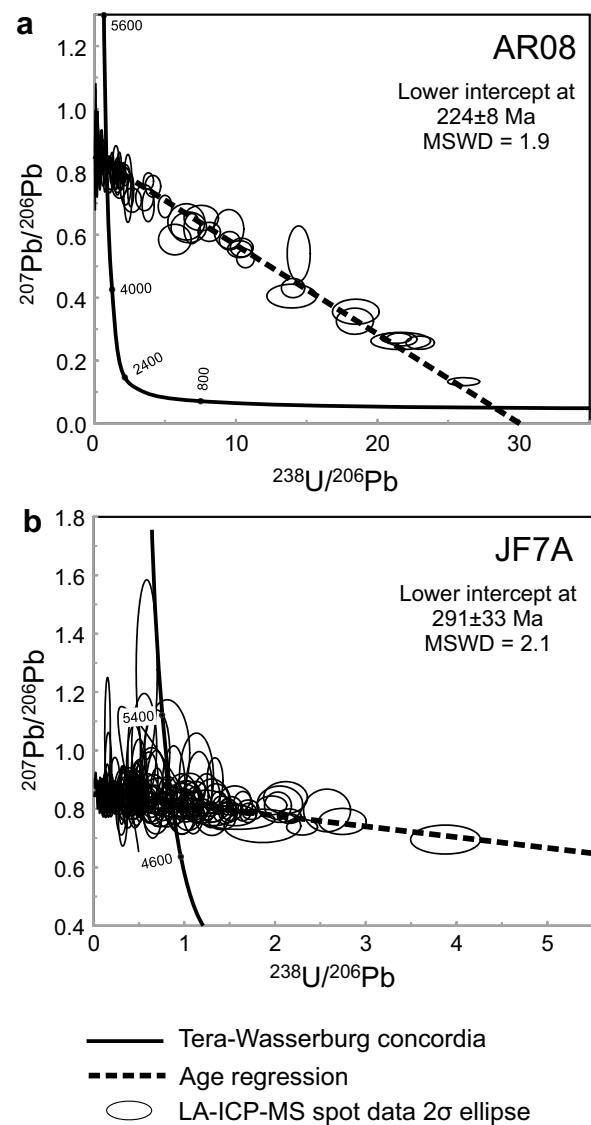 a
AR08
Lower intercept at
224±8 Ma
MSWD = 1.9
5600
4000
2400
800
207Pb/206Pb
1.2
1.0
0.8
0.6
0.4
0.2
0.0
0 10 20 30
238U/206Pb
b
JF7A
Lower intercept at
291±33 Ma
MSWD = 2.1
5400
4600
207Pb/206Pb
1.8
1.6
1.4
1.2
1.0
0.8
0.6
0.4
0 1 2 3 4 5
238U/206Pb
Tera-Wasserburg concordia
Age regression
LA-ICP-MS spot data 2σ ellipse